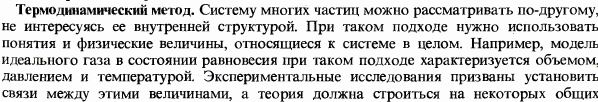 Термодинамический метод. Систему многих частиц можно рассматривать по-другому,
не интересуясь ее внутренней структурой. При таком подходе нужно использовать
понятия и физические величины, относящиеся к системе в целом. Например, модель
идеального газа в состоянии равновесия при таком подходе характеризуется объемом,
давлением и температурой. Экспериментальные исследования призваны установить
связи между этими величинами, а теория должна строиться на некоторых общих